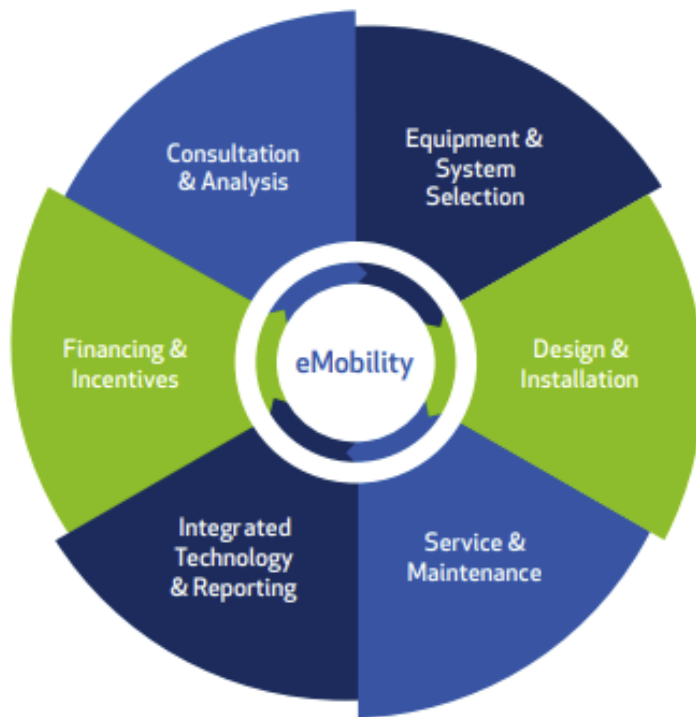 Consultation
& Analysis
Equipment &
System
Selection
Financing &
Incentives
eMobility
Design &
Installation
Integrated
Technology
& Reporting
Service &
Maintenance